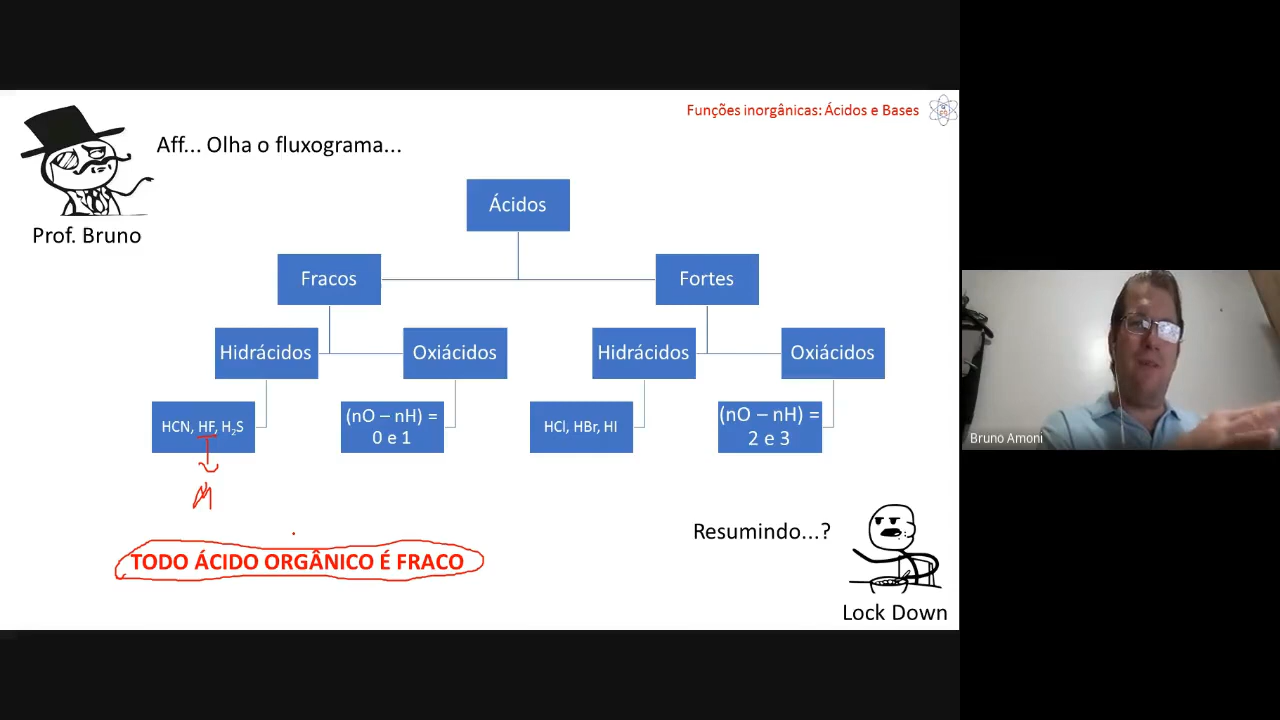 Funções inorgânicas: Ácidos e Bases
Aff... Olha o fluxograma...
Prof. Bruno
Ácidos
Fracos
Fortes
Hidrácidos
Oxiácidos
Hidrácidos
Oxiácidos
HCN, HF, H₂S
(nO – nH) =
0 e 1
HCl, HBr, HI
(nO – nH) =
2 e 3
M
TODO ÁCIDO ORGÂNICO É FRACO
Resumindo...?
Lock Down
Bruno Amoni